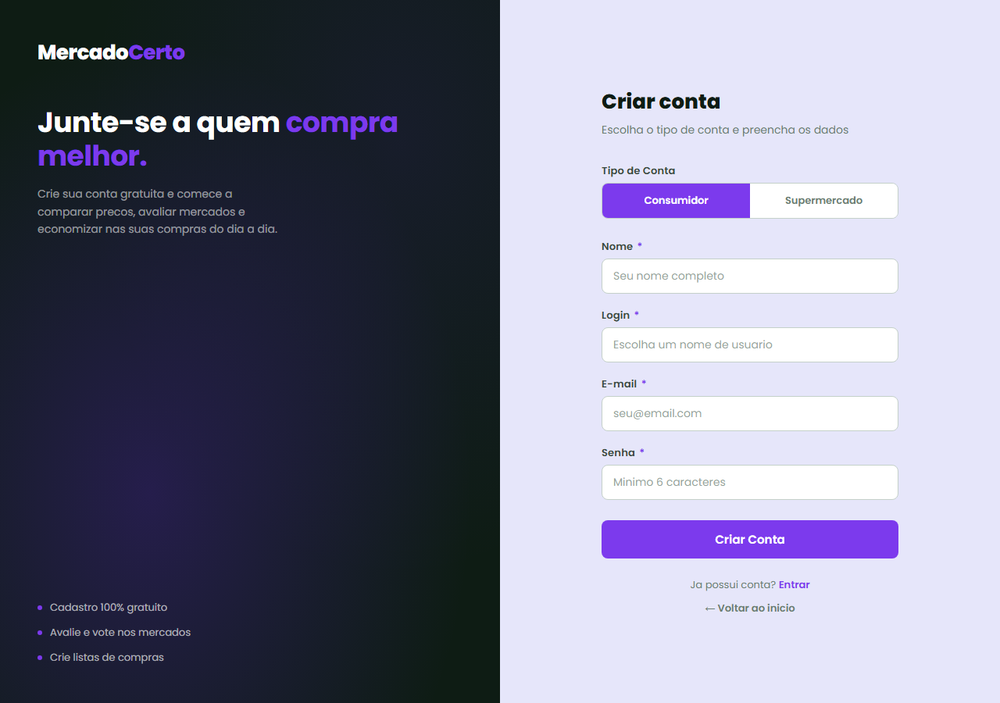 MercadoCerto
Junte-se a quem compra
melhor.
Crie sua conta gratuita e comece a
comparar precos, avaliar mercados e
economizar nas suas compras do dia a dia.
Cadastro 100% gratuito
Avalie e vote nos mercados
Crie listas de compras
Criar conta
Escolha o tipo de conta e preencha os dados
Tipo de Conta
Consumidor
Supermercado
Nome *
Seu nome completo
Login *
Escolha um nome de usuario
E-mail *
seu@email.com
Senha *
Minimo 6 caracteres
Criar Conta
Ja possui conta? Entrar
← Voltar ao inicio